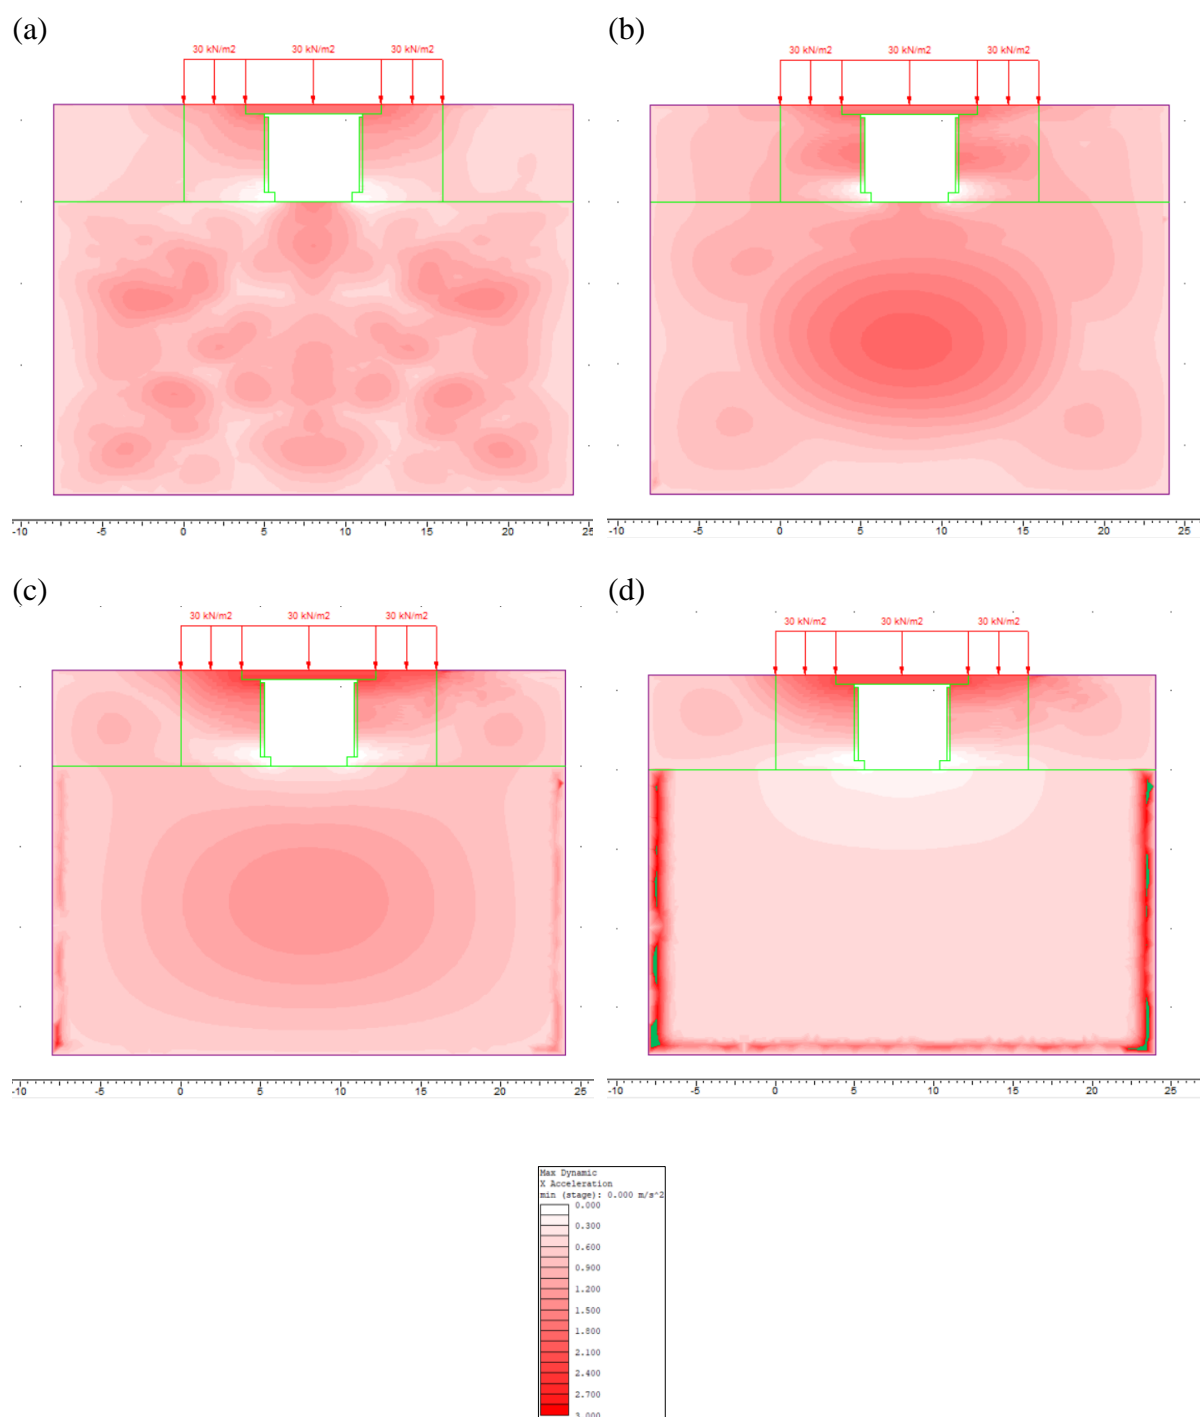 (a)
(b)
30 kN/m2 30 kN/m2 30 kN/m2
30 kN/m2 30 kN/m2 30 kN/m2
-10 -5 0 5 10 15 20 25
-10 -5 0 5 10 15 20
(c)
(d)
30 kN/m2 30 kN/m2 30 kN/m2
30 kN/m2 30 kN/m2 30 kN/m2
-5 0 5 10 15 20 25
-10 -5 0 5 10 15 20
Max Dynamic
X Acceleration
min (stage): 0.000 m/s^2
0.000
0.300
0.600
0.900
1.200
1.500
1.800
2.100
2.400
2.700
3.000